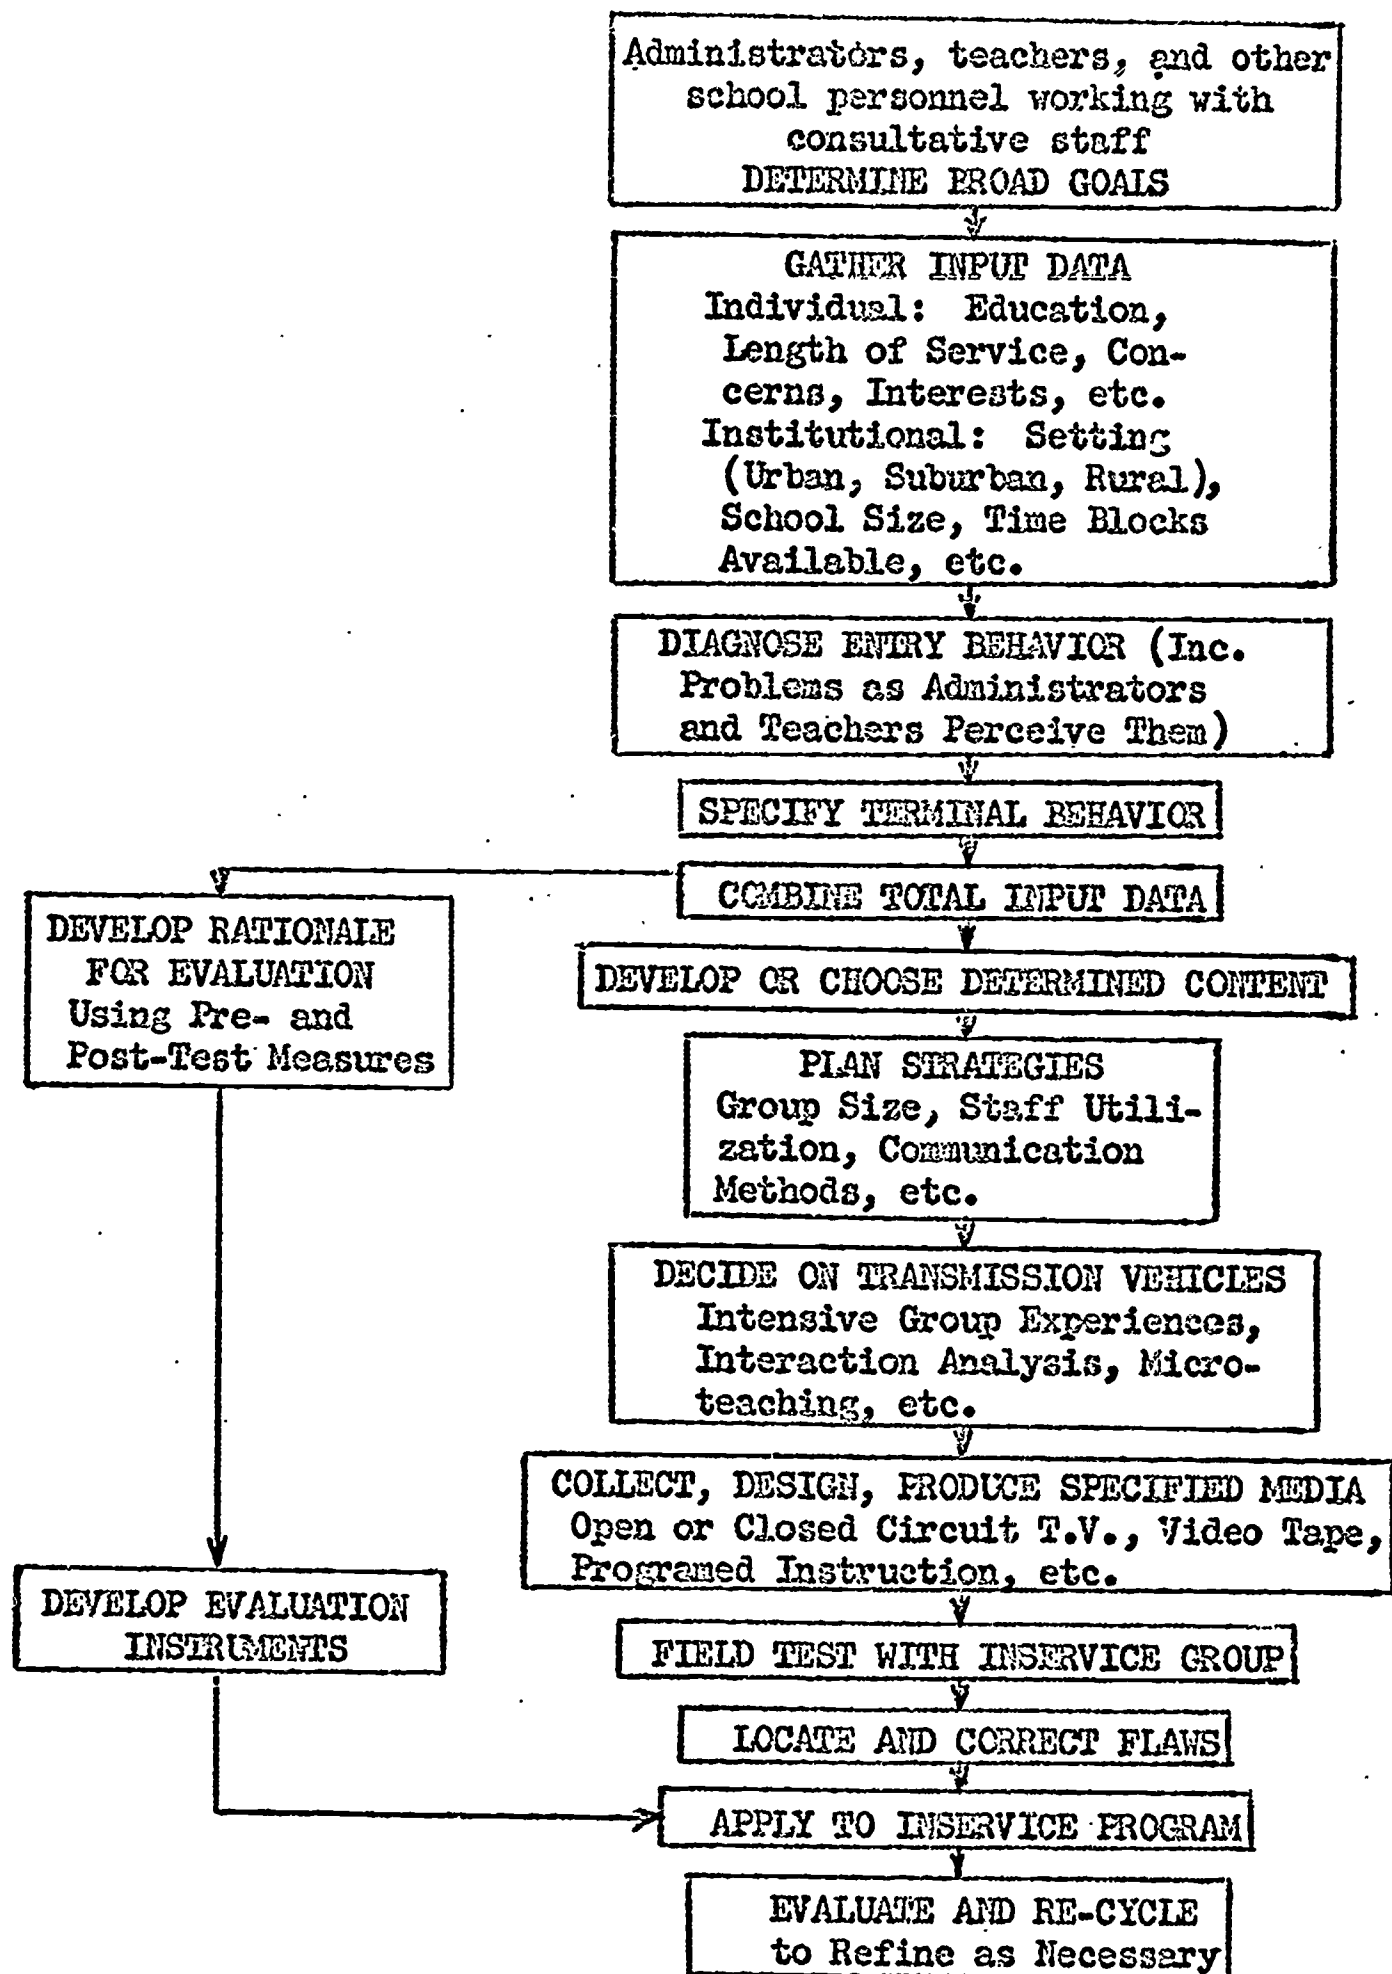 Administrators, teachers, and other
school personnel working with
consultative staff
DETERMINE BROAD GOALS
GATHER INPUT DATA
Individual: Education,
Length of Service, Con-
cerns, Interests, etc.
Institutional: Setting
(Urban, Suburban, Rural),
School Size, Time Blocks
Available, etc.
DIAGNOSE ENTRY BEHAVIOR (Inc.
Problems as Administrators
and Teachers Perceive Them)
SPECIFY TERMINAL BEHAVIOR
COMBINE TOTAL INPUT DATA
DEVELOP RATIONALE
FOR EVALUATION
Using Pre- and
Post-Test Measures
DEVELOP OR CHOOSE DETERMINED CONTENT
PLAN STRATEGIES
Group Size, Staff Utili-
zation, Communication
Methods, etc.
DECIDE ON TRANSMISSION VEHICLES
Intensive Group Experiences,
Interaction Analysis, Micro-
teaching, etc.
COLLECT, DESIGN, PRODUCE SPECIFIED MEDIA
Open or Closed Circuit T.V., Video Tape,
Programed Instruction, etc.
DEVELOP EVALUATION
INSTRUMENTS
FIELD TEST WITH INSERVICE GROUP
LOCATE AND CORRECT FLAWS
APPLY TO INSERVICE PROGRAM
EVALUATE AND RE-CYCLE
to Refine as Necessary